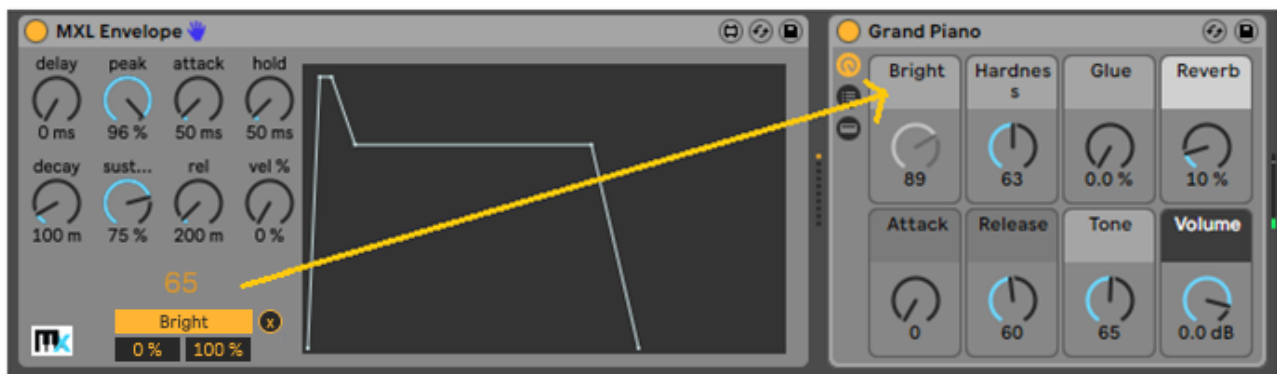 MXL Envelope
delay peak attack hold
0 ms 96 % 50 ms 50 ms
decay sust... rel vel %
100 m 75 % 200 m 0 %
65
Bright
x
0 % 100 %
mx
Grand Piano
Bright Hardnes
s Glue Reverb
89 63 0.0 % 10 %
Attack Release Tone Volume
0 60 65 0.0 dB